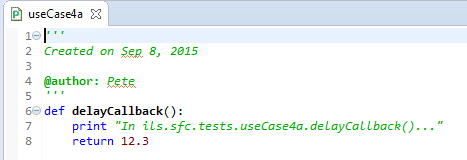 useCase4a
1 '''
2 Created on Sep 8, 2015
3
4 @author: Pete
5 '''
6 def delayCallback():
7     print "In ils.sfc.tests.useCase4a.delayCallback()..."
8     return 12.3